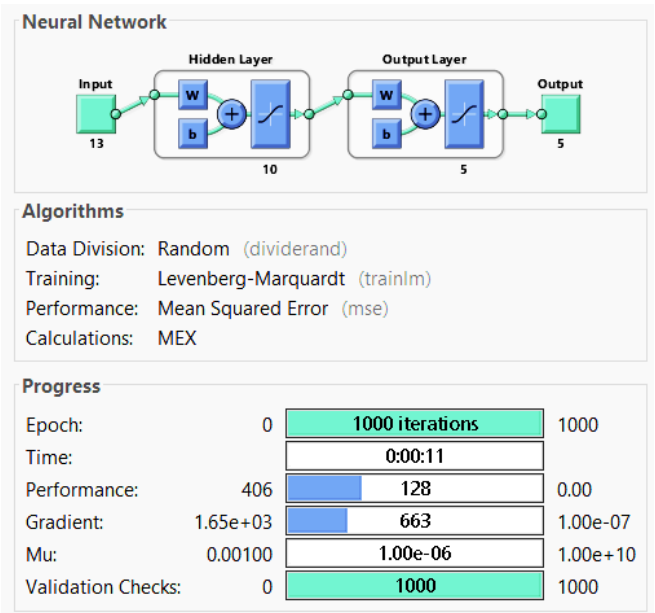 Neural Network
Hidden Layer Output Layer
Input Output
W W
+ +
b b
13 5
10 5
Algorithms
Data Division: Random (dividerand)
Training: Levenberg-Marquardt (trainlm)
Performance: Mean Squared Error (mse)
Calculations: MEX
Progress
Epoch: 0 1000 iterations 1000
Time: 0:00:11
Performance: 406 128 0.00
Gradient: 1.65e+03 663 1.00e-07
Mu: 0.00100 1.00e-06 1.00e+10
Validation Checks: 0 1000 1000